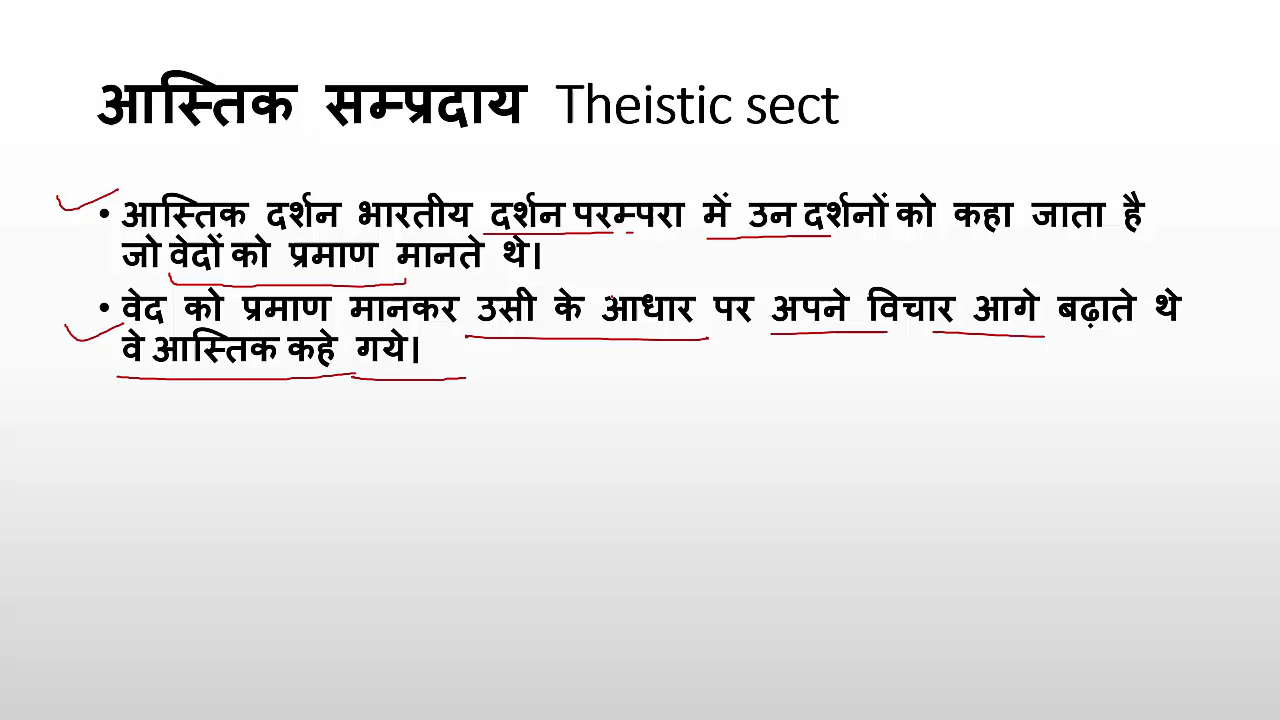 आस्तिक सम्प्रदाय Theistic sect
• आस्तिक दर्शन भारतीय दर्शन परम्परा में उन दर्शनों को कहा जाता है
जो वेदों को प्रमाण मानते थे।
• वेद को प्रमाण मानकर उसी के आधार पर अपने विचार आगे बढ़ाते थे
वे आस्तिक कहे गये।